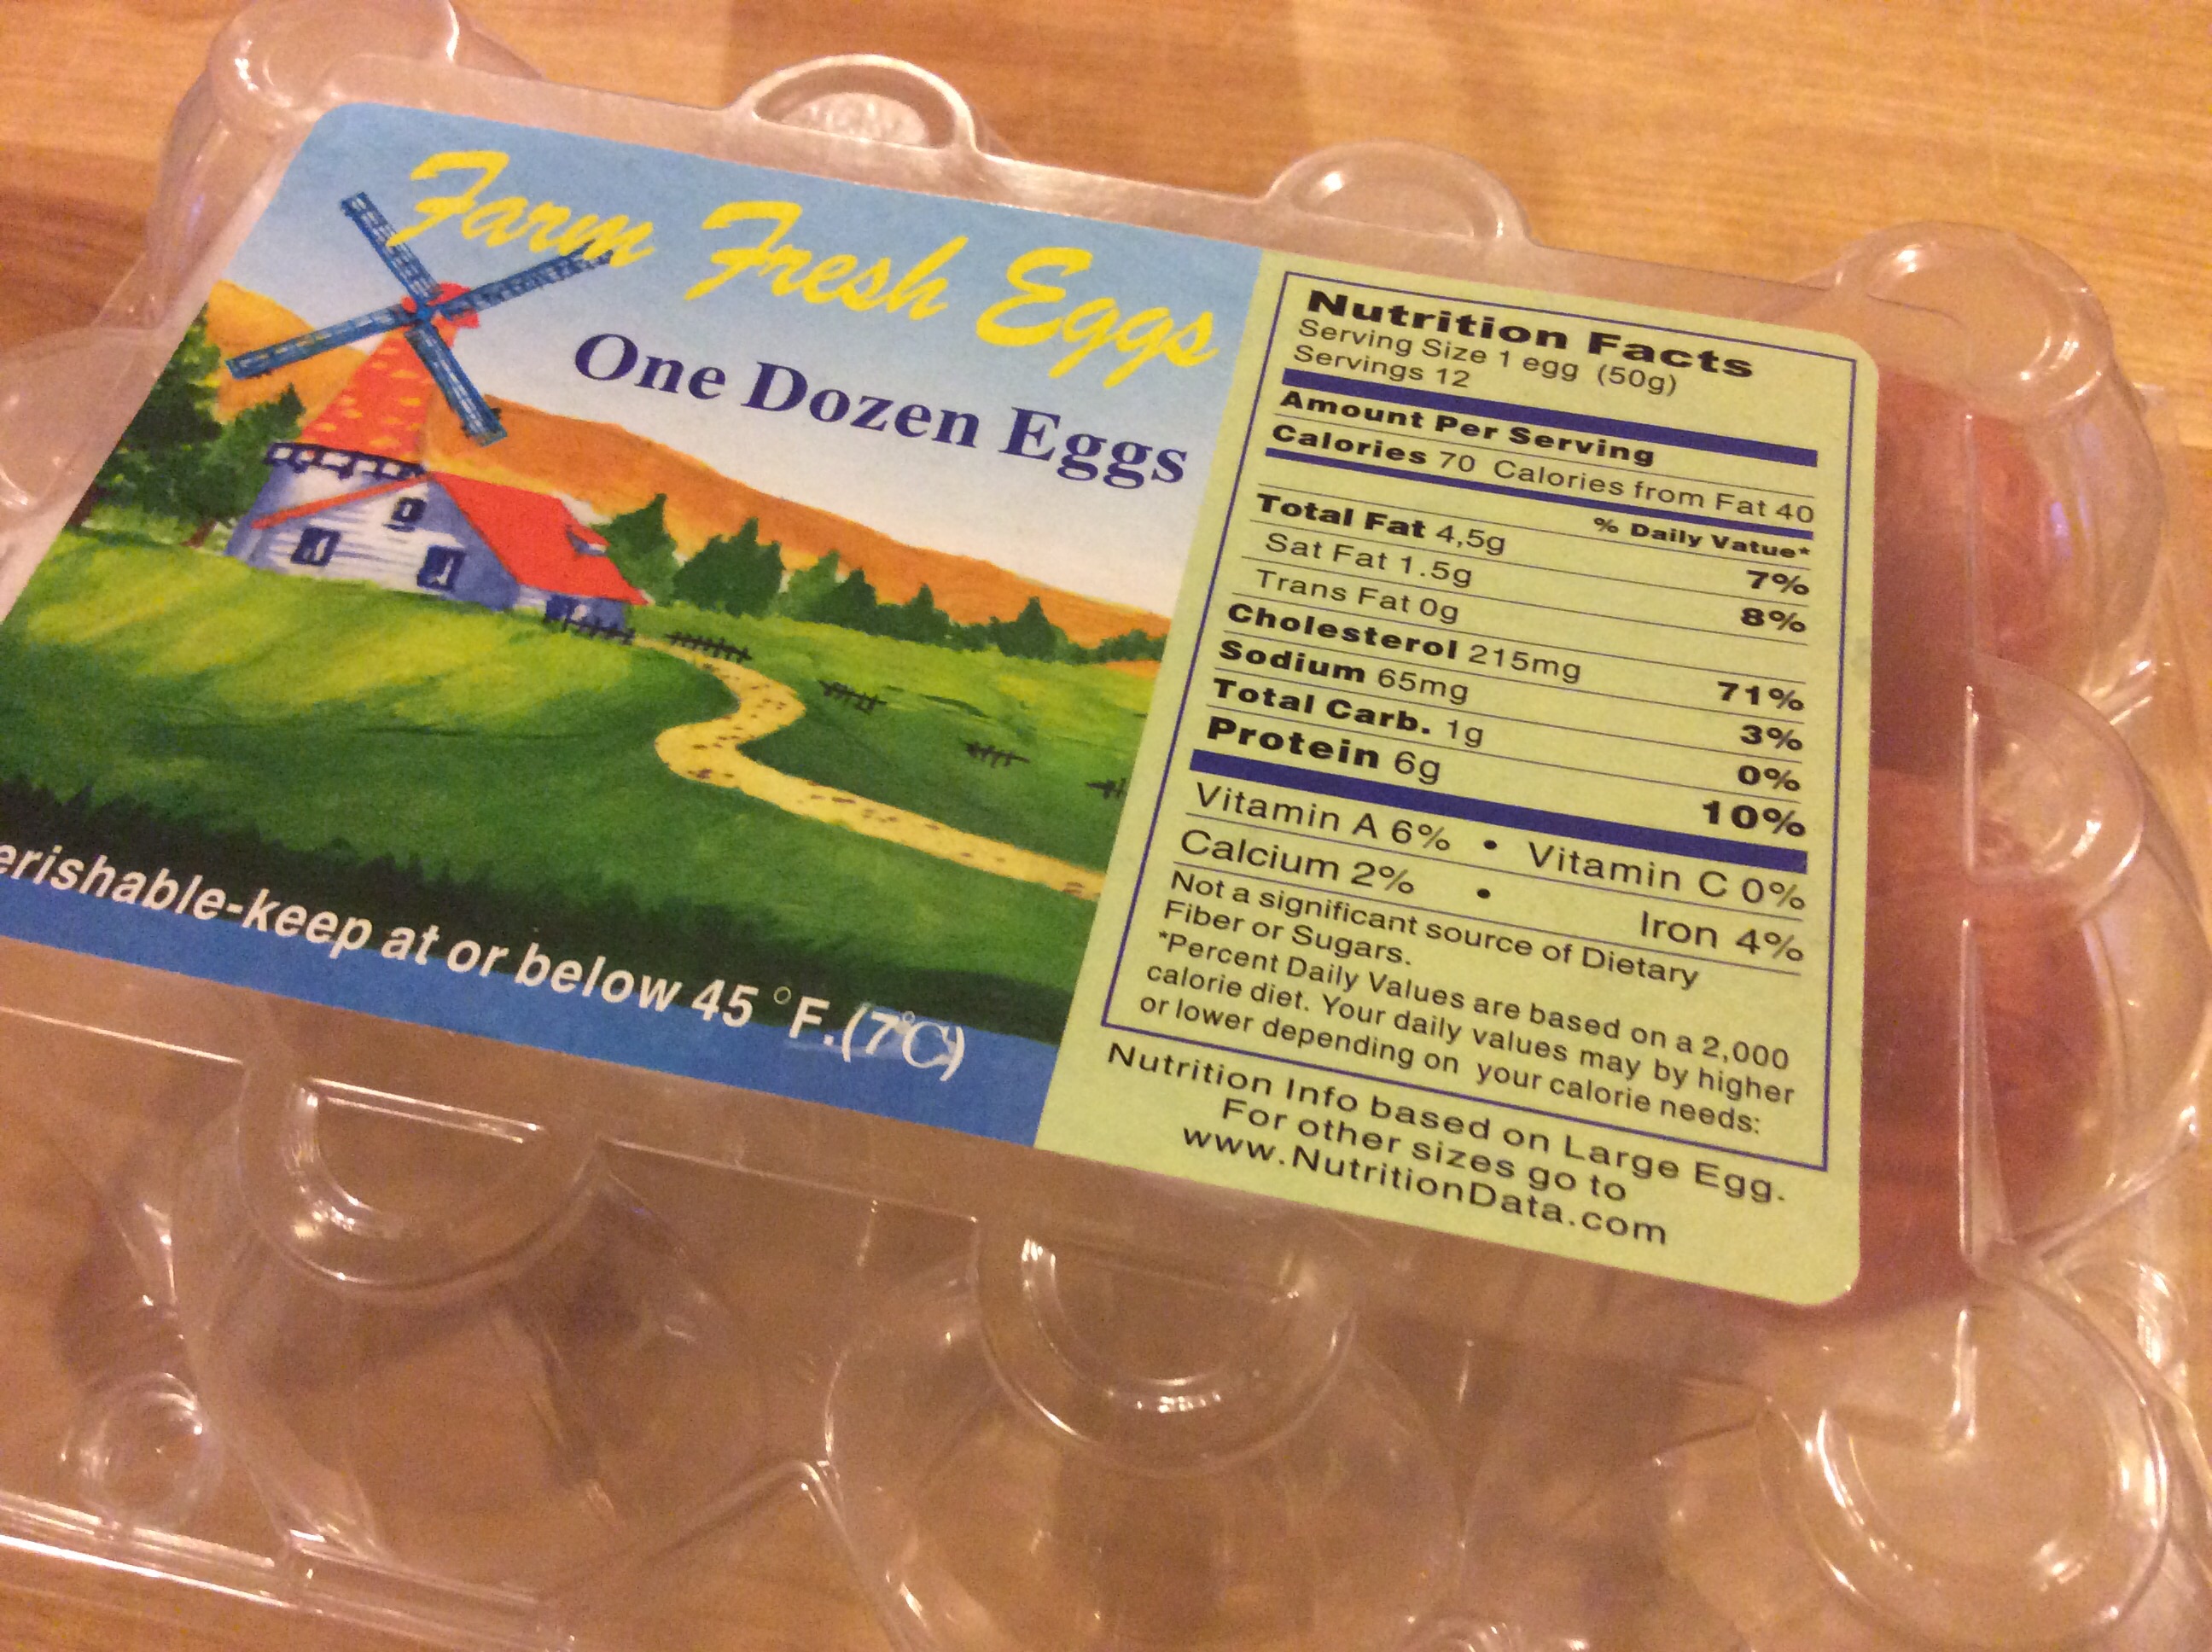 Farm Fresh Eggs
One Dozen Eggs
erishable-keep at or below 45 °F.(7°C)
Nutrition Facts
Serving Size 1 egg (50g)
Servings 12
Amount Per Serving
Calories 70 Calories from Fat 40
% Daily Vatue*
Total Fat 4,5g 7%
Sat Fat 1.5g 8%
Trans Fat 0g
Cholesterol 215mg 71%
Sodium 65mg 3%
Total Carb. 1g 0%
Protein 6g 10%
Vitamin A 6% • Vitamin C 0%
Calcium 2% • Iron 4%
Not a significant source of Dietary
Fiber or Sugars.
*Percent Daily Values are based on a 2,000
calorie diet. Your daily values may by higher
or lower depending on your calorie needs:
Nutrition Info based on Large Egg.
For other sizes go to
www.NutritionData.com